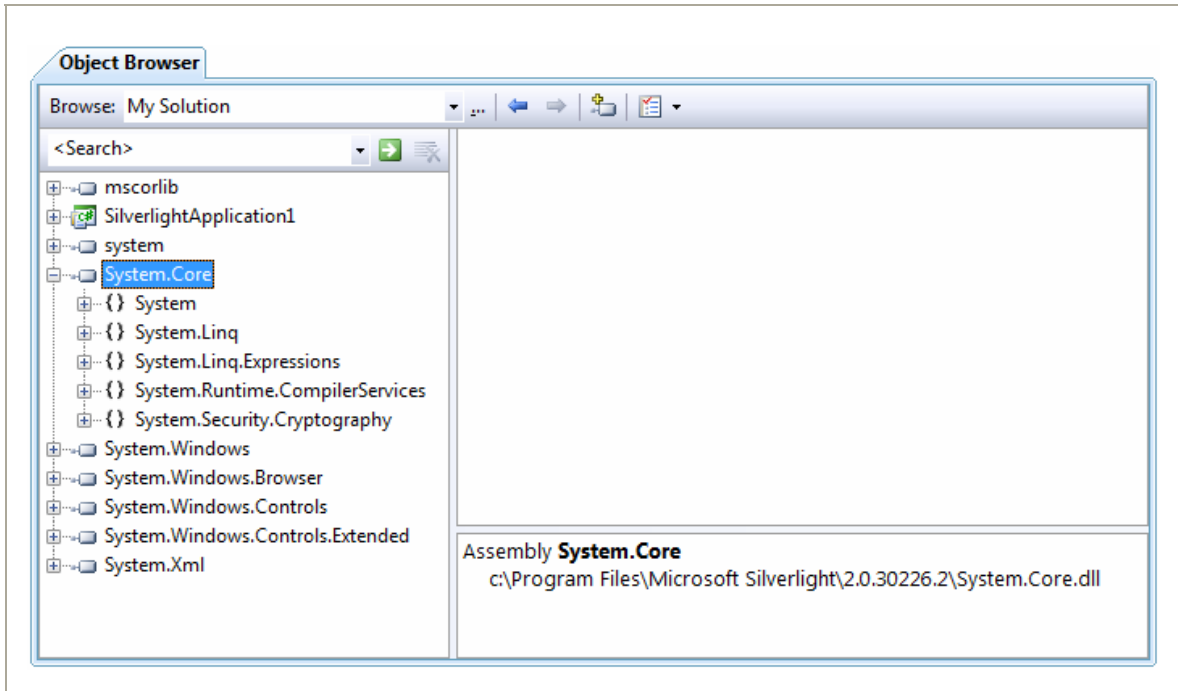 Object Browser
Browse: My Solution
...
<Search>
mscorlib
C# SilverlightApplication1
system
System.Core
{} System
{} System.Linq
{} System.Linq.Expressions
{} System.Runtime.CompilerServices
{} System.Security.Cryptography
System.Windows
System.Windows.Browser
System.Windows.Controls
System.Windows.Controls.Extended
System.Xml
Assembly System.Core
c:\Program Files\Microsoft Silverlight\2.0.30226.2\System.Core.dll